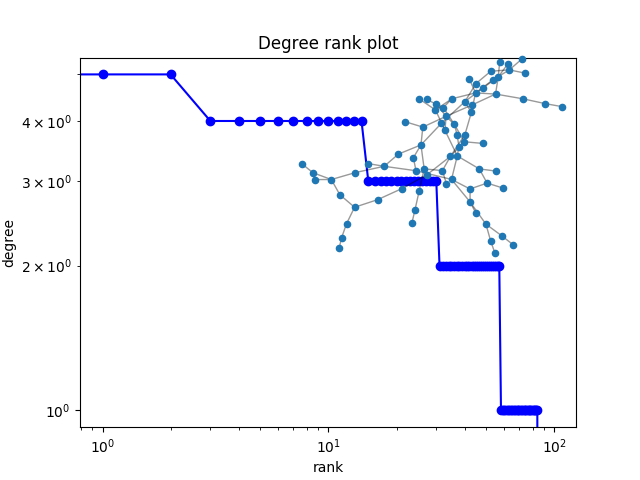 Degree rank plot
degree
4 × 10⁰
3 × 10⁰
2 × 10⁰
10⁰
10⁰ 10¹ 10²
rank